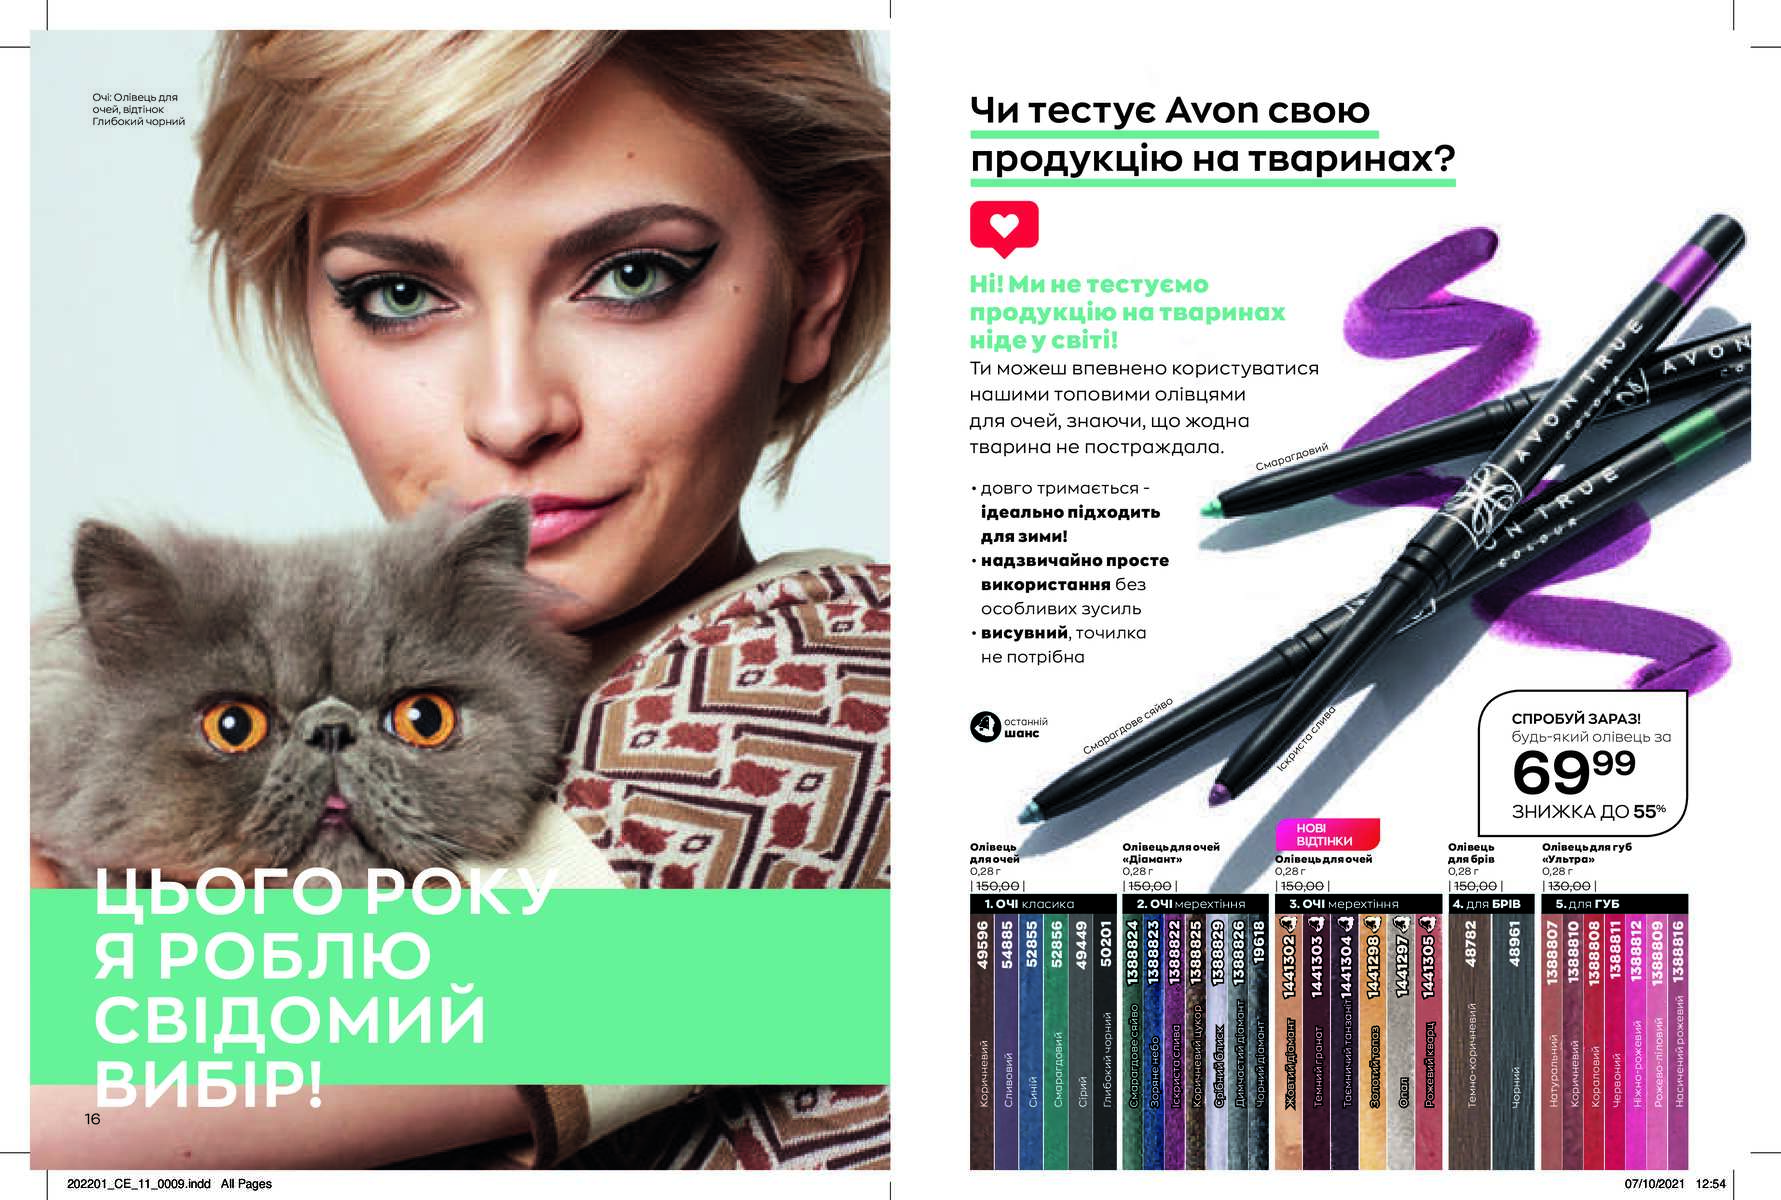 Очі: Олівець для
очей, відтінок
Глибокий чорний
ЦЬОГО РОКУ
Я РОБЛЮ
СВІДОМИЙ
ВИБІР!
16
Чи тестує Avon свою
продукцію на тваринах?
Ні! Ми не тестуємо
продукцію на тваринах
ніде у світі!
Ти можеш впевнено користуватися
нашими топовими олівцями
для очей, знаючи, що жодна
тварина не постраждала.
• довго тримається -
ідеально підходить
для зими!
• надзвичайно просте
використання без
особливих зусиль
• висувний, точилка
не потрібна
останній
шанс
Смарагдовий
Смарагдове сяйво
Іскриста слива
AVON TRUE
COLOUR
AVON
ON TRUE
COLOUR
СПРОБУЙ ЗАРАЗ!
будь-який олівець за
69⁹⁹
ЗНИЖКА ДО 55%
Олівець
для очей
0,28 г
| 150,00 |
1. ОЧІ класика
49596 Коричневий
54885 Сливовий
52855 Синій
52856 Смарагдовий
49449 Сірий
50201 Глибокий чорний
Олівець для очей
«Діамант»
0,28 г
| 150,00 |
2. ОЧІ мерехтіння
1388824 Смарагдове сяйво
1388823 Зоряне небо
1388822 Іскриста слива
1388825 Коричневий цукор
1388829 Срібний блиск
1388826 Димчастий діамант
19618 Чорний діамант
НОВІ
ВІДТІНКИ
Олівець для очей
0,28 г
| 150,00 |
3. ОЧІ мерехтіння
1441302 Жовтий діамант
1441303 Темний гранат
1441304 Таємничий танзаніт
1441298 Золотий топаз
1441297 Опал
1441305 Рожевий кварц
Олівець
для брів
0,28 г
| 150,00 |
4. для БРІВ
48782 Темно-коричневий
48961 Чорний
Олівець для губ
«Ультра»
0,28 г
| 130,00 |
5. для ГУБ
1388807 Натуральний
1388810 Коричневий
1388808 Кораловий
1388811 Червоний
1388812 Ніжно-рожевий
1388809 Рожево-ліловий
1388816 Насичений рожевий
202201_CE_11_0009.indd All Pages
07/10/2021 12:54